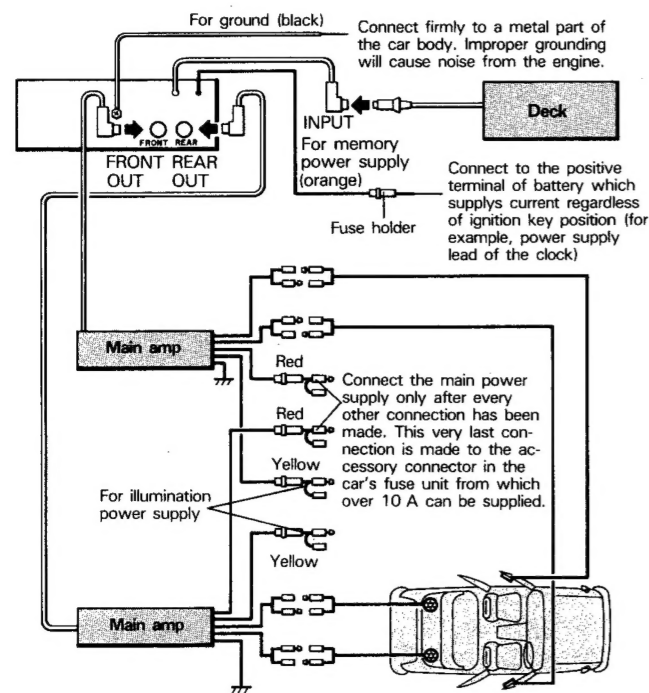 For ground (black)
Connect firmly to a metal part of
the car body. Improper grounding
will cause noise from the engine.
Deck
INPUT
FRONT REAR
FRONT REAR
OUT OUT
For memory
power supply
(orange)
Fuse holder
Connect to the positive
terminal of battery which
supplys current regardless
of ignition key position (for
example, power supply
lead of the clock)
Main amp
Red
Red
Connect the main power
supply only after every
other connection has been
made. This very last con-
nection is made to the ac-
cessory connector in the
car's fuse unit from which
over 10 A can be supplied.
Yellow
For illumination
power supply
Yellow
Main amp